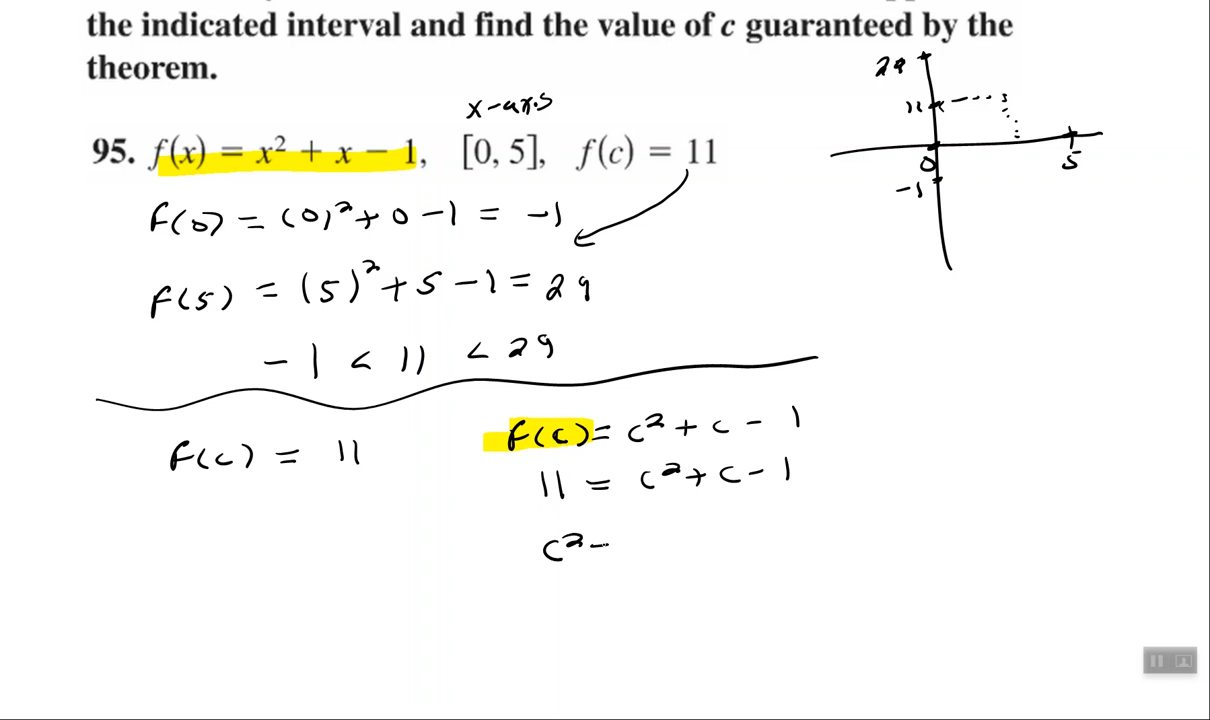 the indicated interval and find the value of c guaranteed by the
theorem.
x-axis
95. f(x) = x² + x − 1, [0, 5], f(c) = 11
f(0) = (0)² + 0 − 1 = −1
f(5) = (5)² + 5 − 1 = 29
−1 < 11 < 29
f(c) = 11
f(c) = c² + c − 1
11 = c² + c − 1
c² −
29
11
0
5
−1